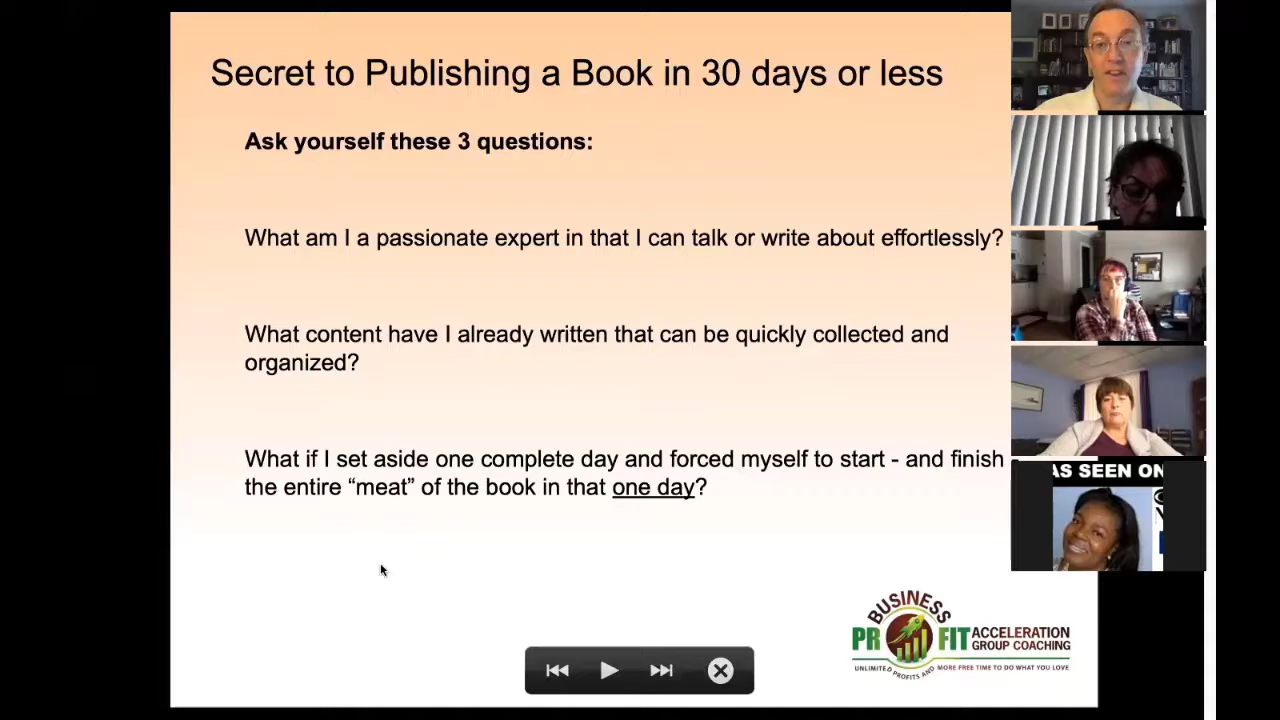 Secret to Publishing a Book in 30 days or less
Ask yourself these 3 questions:
What am I a passionate expert in that I can talk or write about effortlessly?
What content have I already written that can be quickly collected and
organized?
What if I set aside one complete day and forced myself to start - and finish
the entire “meat” of the book in that one day?
AS SEEN ON
BUSINESS
PROFIT ACCELERATION
GROUP COACHING
UNLIMITED PROFITS AND MORE FREE TIME TO DO WHAT YOU LOVE